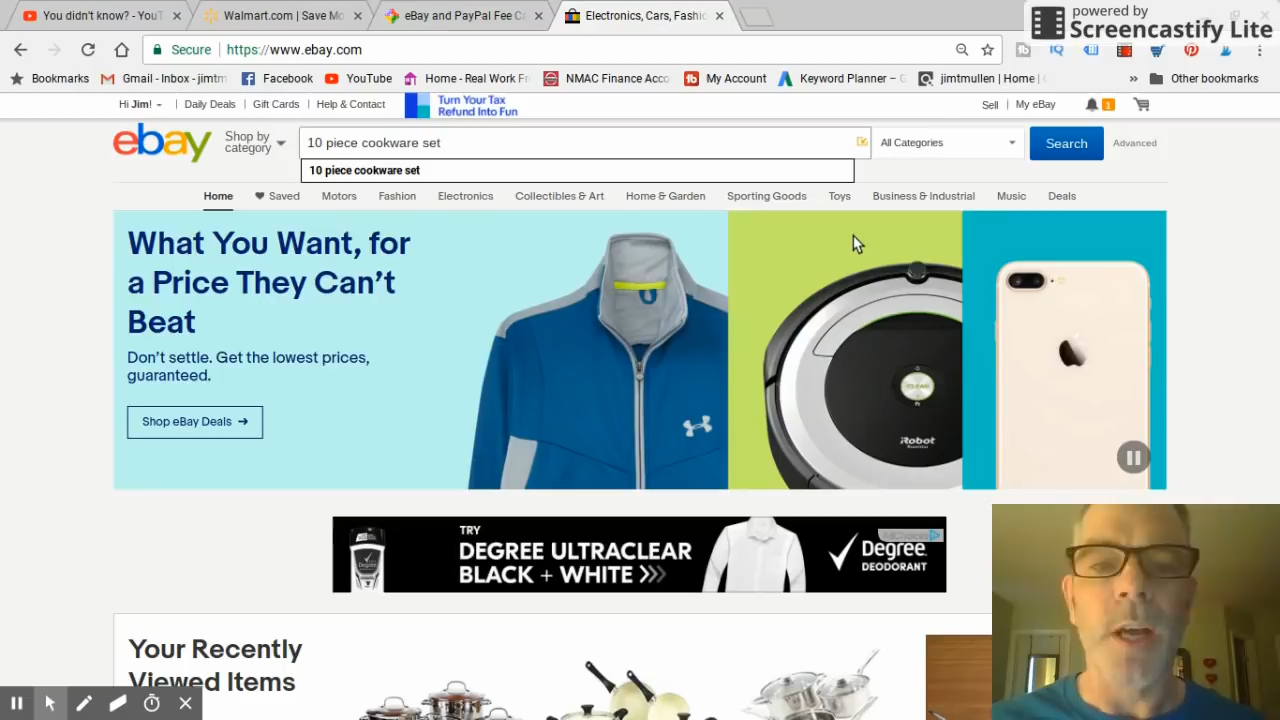 You didn't know? - YouT
Walmart.com | Save Mo
eBay and PayPal Fee Ca
Electronics, Cars, Fashio
powered by
Screencastify Lite
Secure
https://www.ebay.com
Bookmarks
Gmail - Inbox - jimtm
Facebook
YouTube
Home - Real Work Fr
NMAC Finance Acco
My Account
Keyword Planner – G
jimtmullen | Home |
Other bookmarks
Hi Jim!
Daily Deals
Gift Cards
Help & Contact
Turn Your Tax
Refund Into Fun
Sell
My eBay
1
ebay
Shop by
category
10 piece cookware set
All Categories
Search
Advanced
10 piece cookware set
Home
Saved
Motors
Fashion
Electronics
Collectibles & Art
Home & Garden
Sporting Goods
Toys
Business & Industrial
Music
Deals
What You Want, for
a Price They Can't
Beat
Don't settle. Get the lowest prices,
guaranteed.
Shop eBay Deals →
CLEAN
iRobot
TRY
DEGREE ULTRACLEAR
BLACK + WHITE
Degree
DEODORANT
AdChoices
Degree
Your Recently
Viewed Items